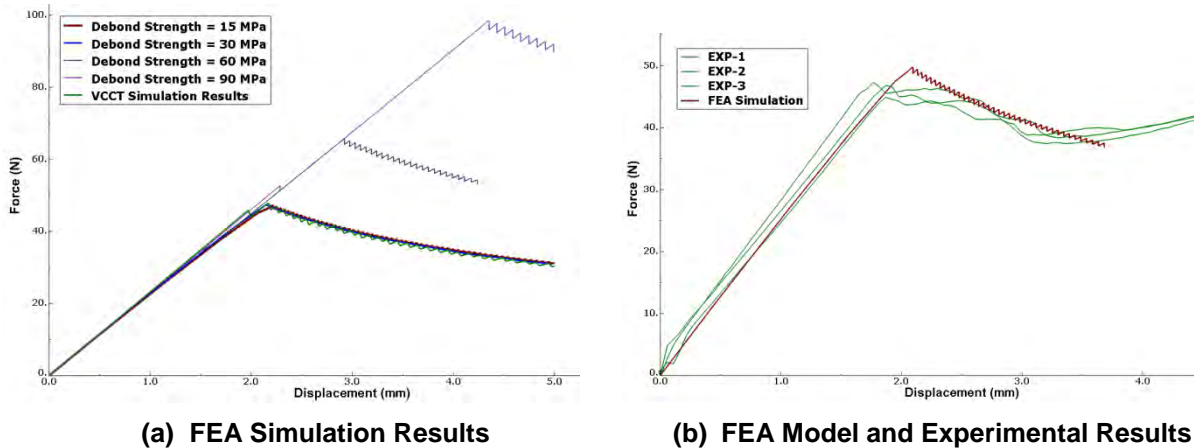 100.
80.
60.
40.
20.
0.
Force (N)
Debond Strength = 15 MPa
Debond Strength = 30 MPa
Debond Strength = 60 MPa
Debond Strength = 90 MPa
VCCT Simulation Results
0.0 1.0 2.0 3.0 4.0 5.0
Displacement (mm)
(a) FEA Simulation Results
50.
40.
30.
20.
10.
0.
Force (N)
EXP-1
EXP-2
EXP-3
FEA Simulation
0.0 1.0 2.0 3.0 4.0
Displacement (mm)
(b) FEA Model and Experimental Results